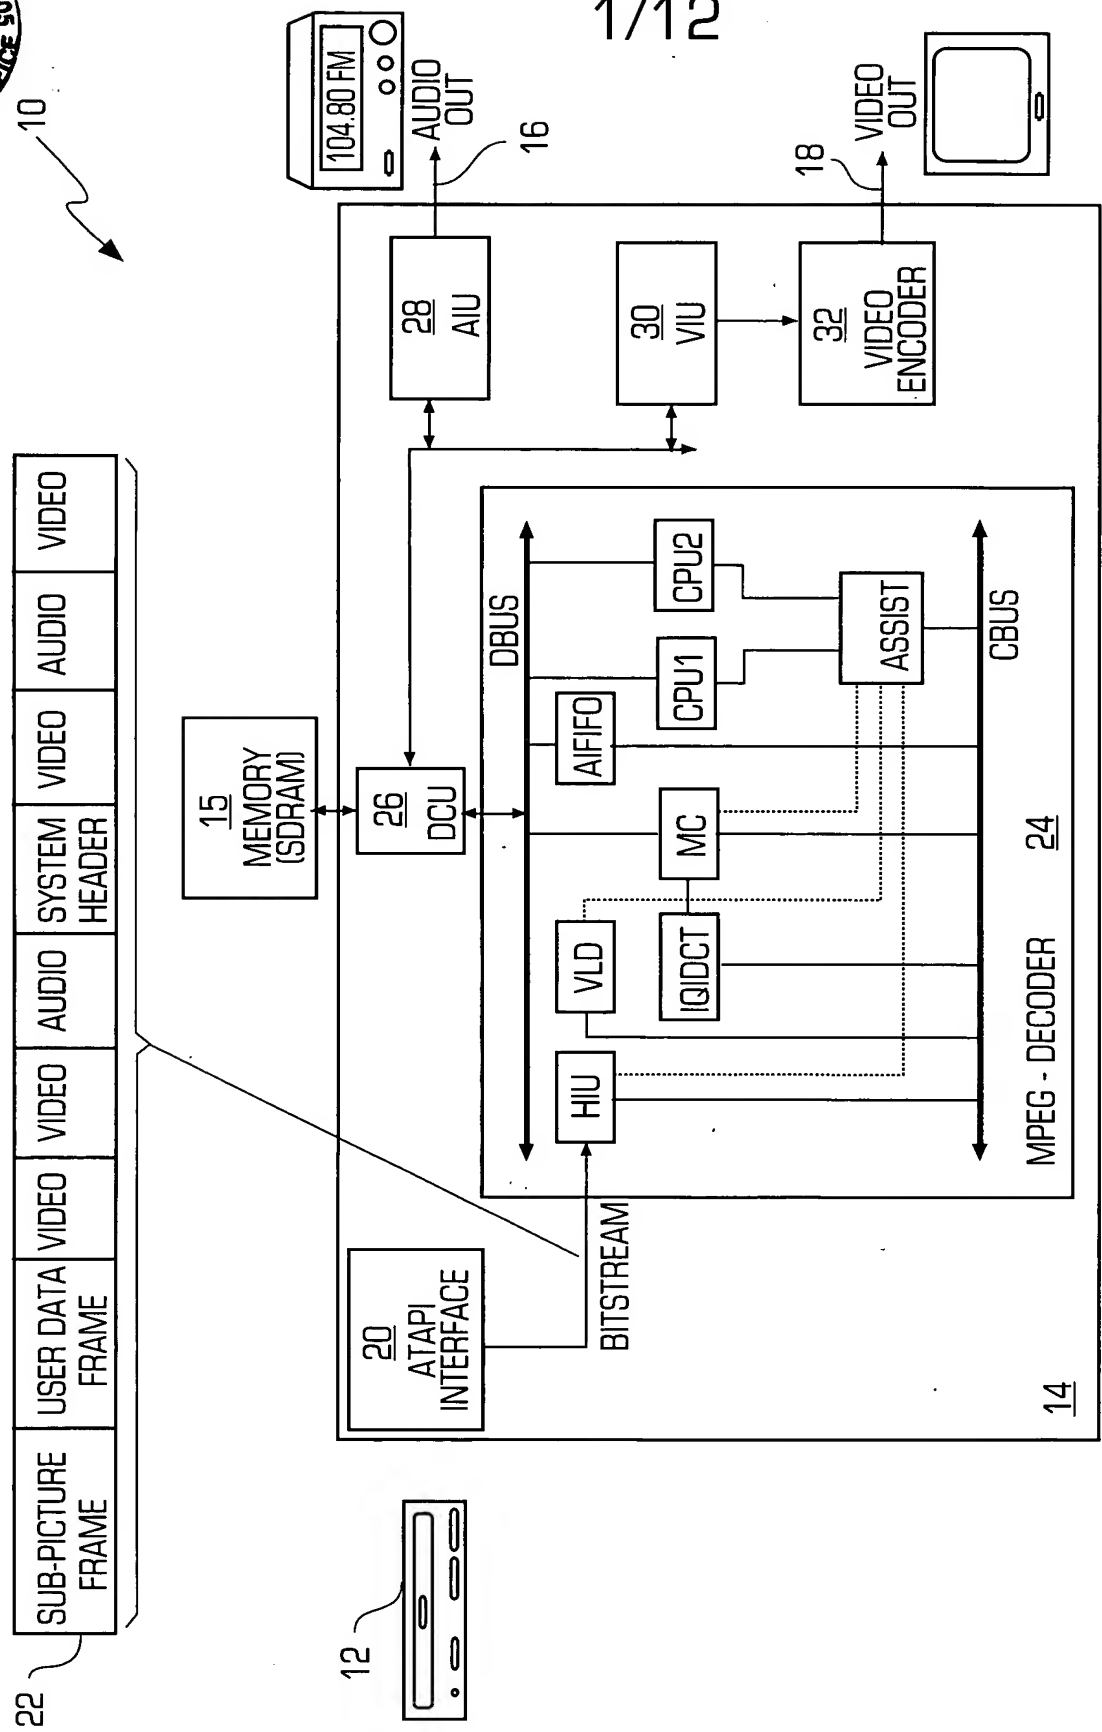 1/12
10
22
SUB-PICTURE
FRAME
USER DATA
FRAME
VIDEO
VIDEO
AUDIO
SYSTEM
HEADER
VIDEO
AUDIO
VIDEO
15
MEMORY
(SDRAM)
104.80 FM
AUDIO
OUT
16
12
14
20
ATAPI
INTERFACE
BITSTREAM
26
DCU
28
AIU
30
VIU
32
VIDEO
ENCODER
18
VIDEO
OUT
DBUS
HIU
VLD
IQIDCT
MC
AIFIFO
CPU1
CPU2
ASSIST
CBUS
MPEG - DECODER
24